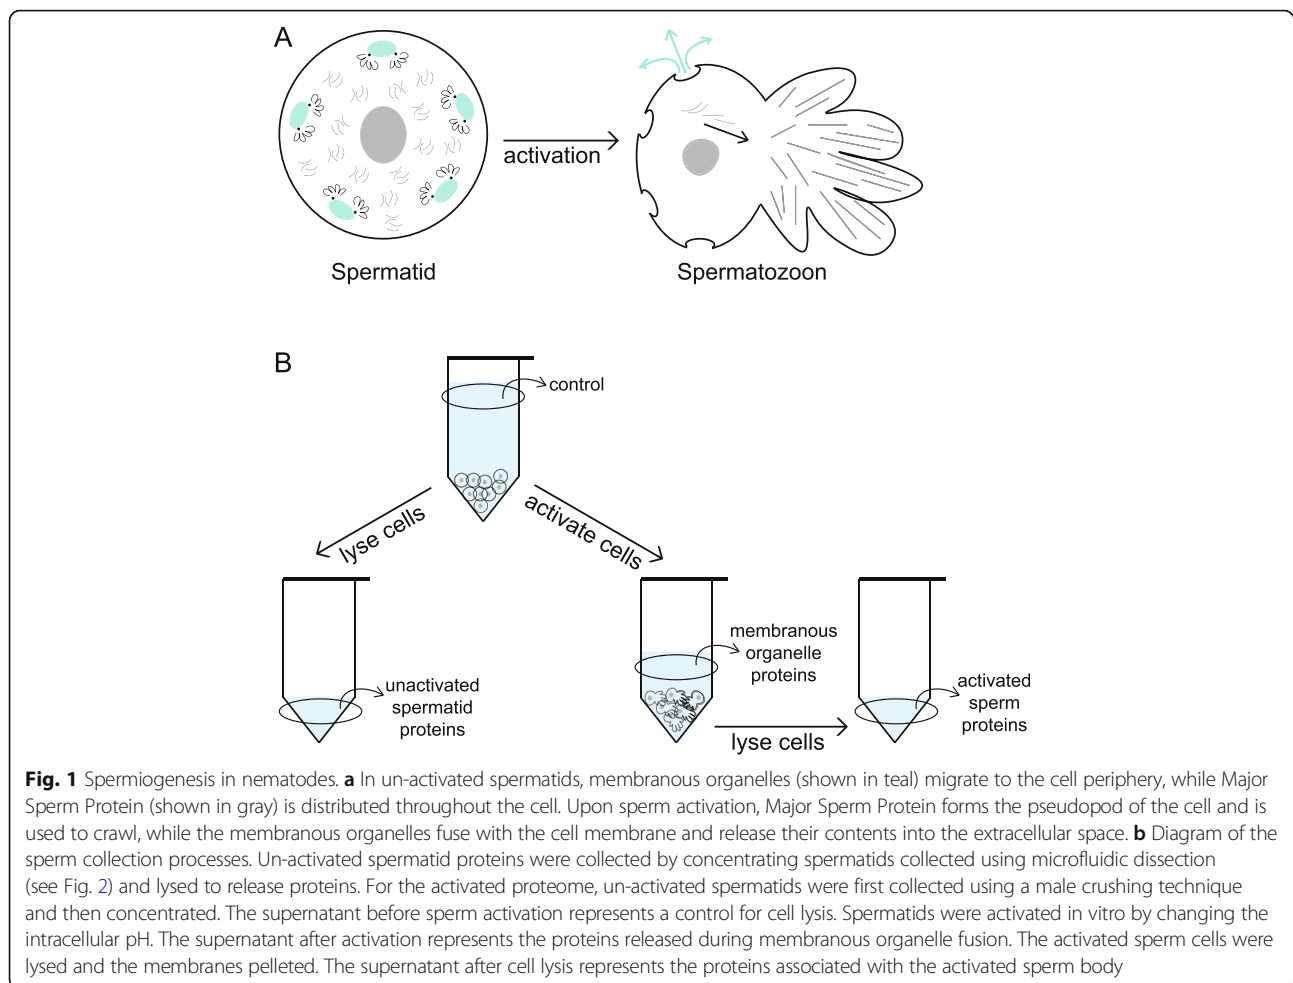 A
activation
Spermatid
Spermatozoon
B
control
lyse cells
activate cells
unactivated
spermatid
proteins
membranous
organelle
proteins
lyse cells
activated
sperm
proteins
Fig. 1 Spermiogenesis in nematodes. a In un-activated spermatids, membranous organelles (shown in teal) migrate to the cell periphery, while Major
Sperm Protein (shown in gray) is distributed throughout the cell. Upon sperm activation, Major Sperm Protein forms the pseudopod of the cell and is
used to crawl, while the membranous organelles fuse with the cell membrane and release their contents into the extracellular space. b Diagram of the
sperm collection processes. Un-activated spermatid proteins were collected by concentrating spermatids collected using microfluidic dissection
(see Fig. 2) and lysed to release proteins. For the activated proteome, un-activated spermatids were first collected using a male crushing technique
and then concentrated. The supernatant before sperm activation represents a control for cell lysis. Spermatids were activated in vitro by changing the
intracellular pH. The supernatant after activation represents the proteins released during membranous organelle fusion. The activated sperm cells were
lysed and the membranes pelleted. The supernatant after cell lysis represents the proteins associated with the activated sperm body